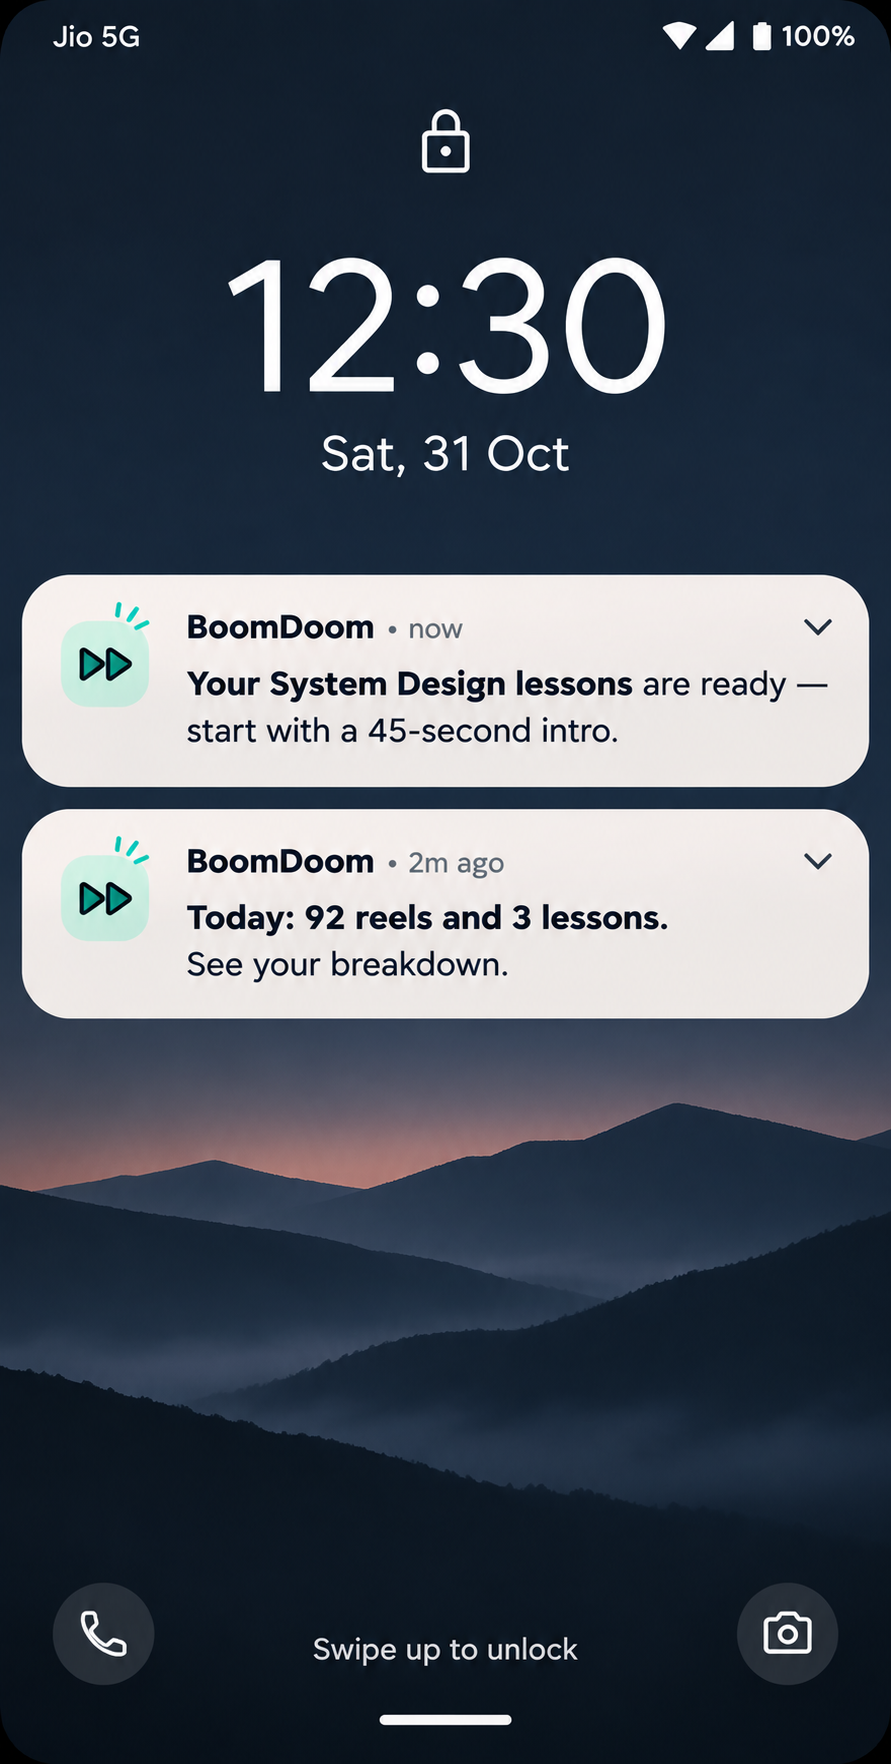 Jio 5G
100%
12:30
Sat, 31 Oct
BoomDoom • now
Your System Design lessons are ready —
start with a 45-second intro.
BoomDoom • 2m ago
Today: 92 reels and 3 lessons.
See your breakdown.
Swipe up to unlock